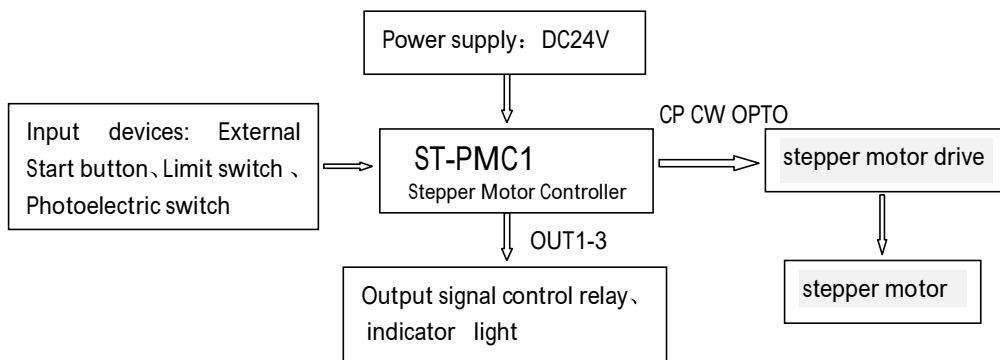 Power supply：DC24V
Input devices: External
Start button、Limit switch 、
Photoelectric switch
ST-PMC1
Stepper Motor Controller
CP CW OPTO
stepper motor drive
OUT1-3
stepper motor
Output signal control relay、
indicator light